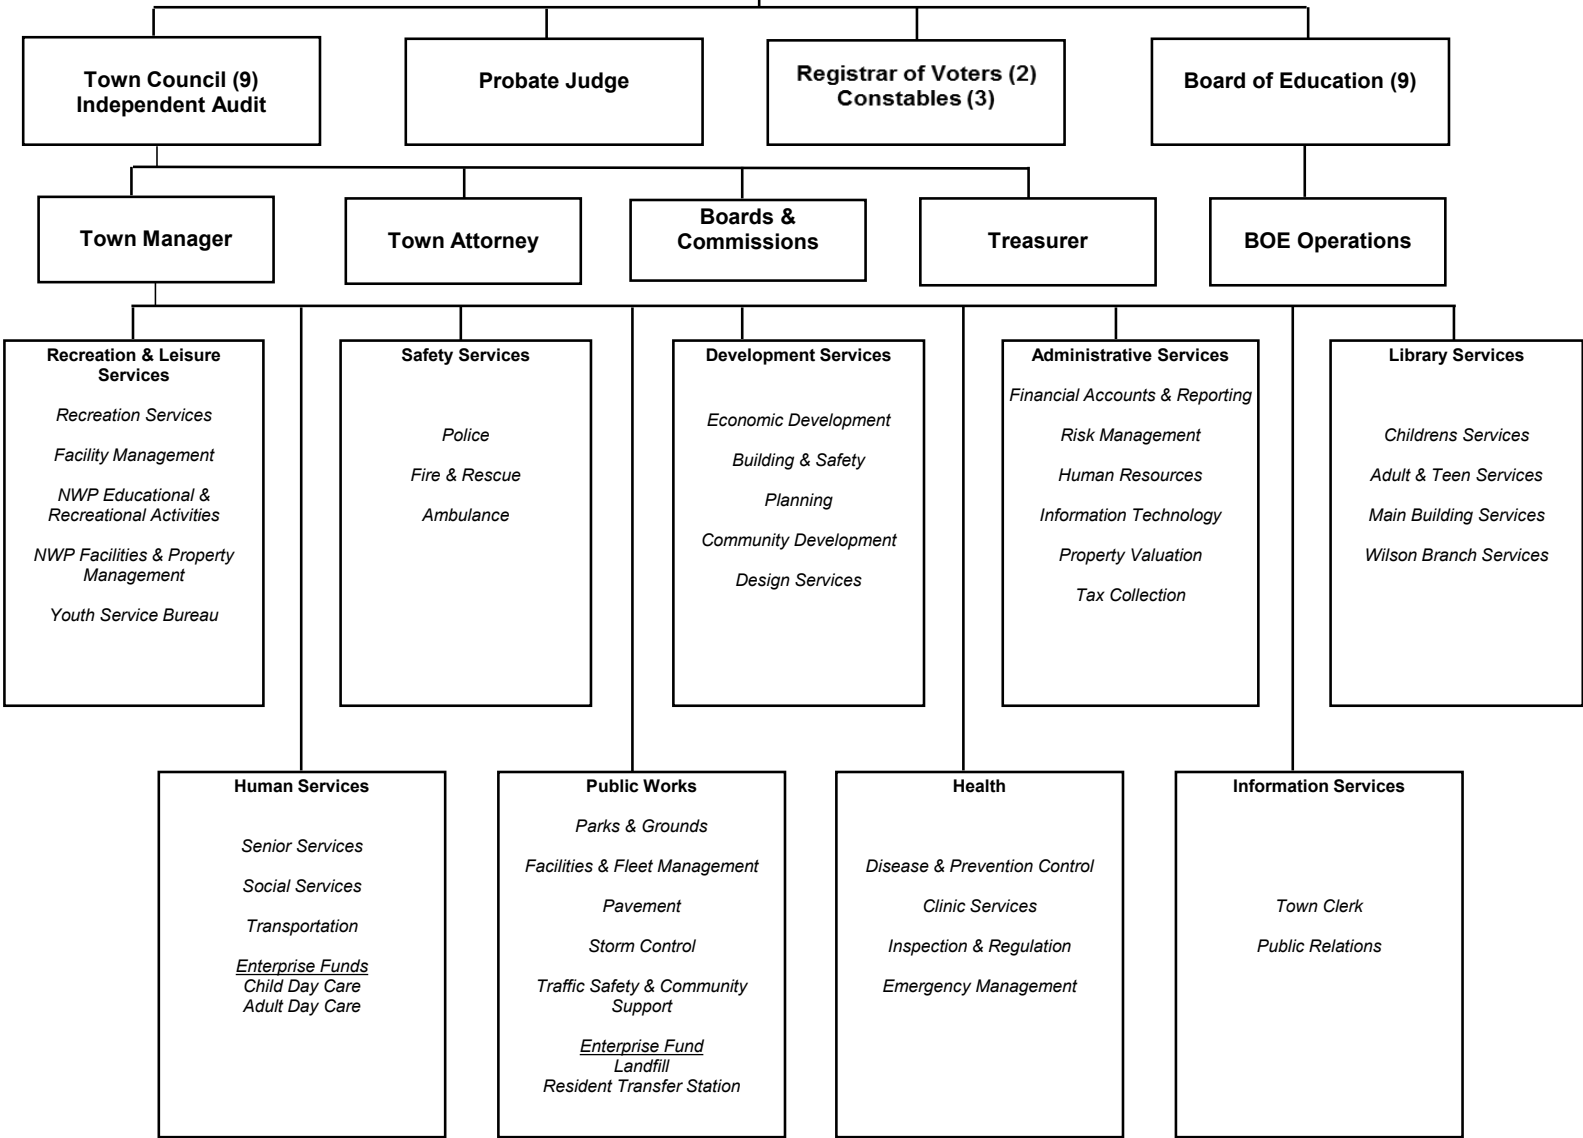 Town Council (9)
Independent Audit
Probate Judge
Registrar of Voters (2)
Constables (3)
Board of Education (9)
Town Manager
Town Attorney
Boards &
Commissions
Treasurer
BOE Operations
Recreation & Leisure
Services
Recreation Services
Facility Management
NWP Educational &
Recreational Activities
NWP Facilities & Property
Management
Youth Service Bureau
Safety Services
Police
Fire & Rescue
Ambulance
Development Services
Economic Development
Building & Safety
Planning
Community Development
Design Services
Administrative Services
Financial Accounts & Reporting
Risk Management
Human Resources
Information Technology
Property Valuation
Tax Collection
Library Services
Childrens Services
Adult & Teen Services
Main Building Services
Wilson Branch Services
Human Services
Senior Services
Social Services
Transportation
Enterprise Funds
Child Day Care
Adult Day Care
Public Works
Parks & Grounds
Facilities & Fleet Management
Pavement
Storm Control
Traffic Safety & Community
Support
Enterprise Fund
Landfill
Resident Transfer Station
Health
Disease & Prevention Control
Clinic Services
Inspection & Regulation
Emergency Management
Information Services
Town Clerk
Public Relations